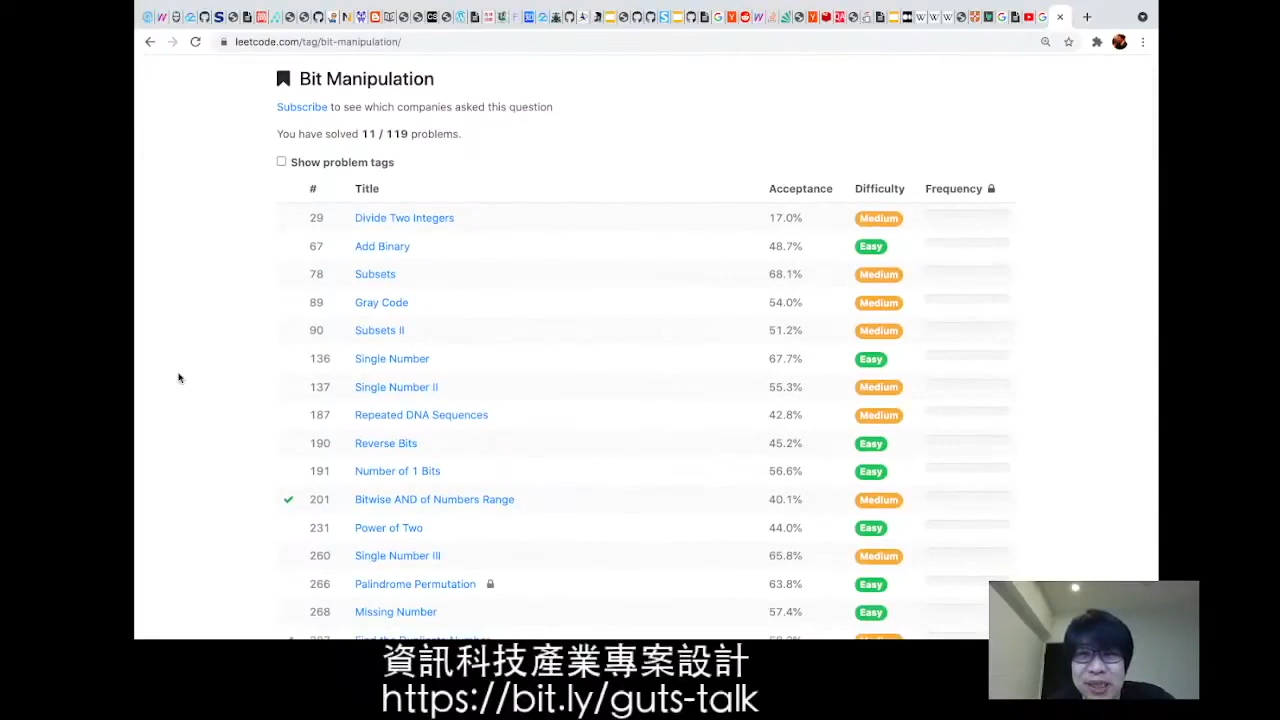 leetcode.com/tag/bit-manipulation/
Bit Manipulation
Subscribe to see which companies asked this question
You have solved 11 / 119 problems.
Show problem tags
# Title Acceptance Difficulty Frequency
29 Divide Two Integers 17.0% Medium
67 Add Binary 48.7% Easy
78 Subsets 68.1% Medium
89 Gray Code 54.0% Medium
90 Subsets II 51.2% Medium
136 Single Number 67.7% Easy
137 Single Number II 55.3% Medium
187 Repeated DNA Sequences 42.8% Medium
190 Reverse Bits 45.2% Easy
191 Number of 1 Bits 56.6% Easy
201 Bitwise AND of Numbers Range 40.1% Medium
231 Power of Two 44.0% Easy
260 Single Number III 65.8% Medium
266 Palindrome Permutation 63.8% Easy
268 Missing Number 57.4% Easy
資訊科技產業專案設計
https://bit.ly/guts-talk